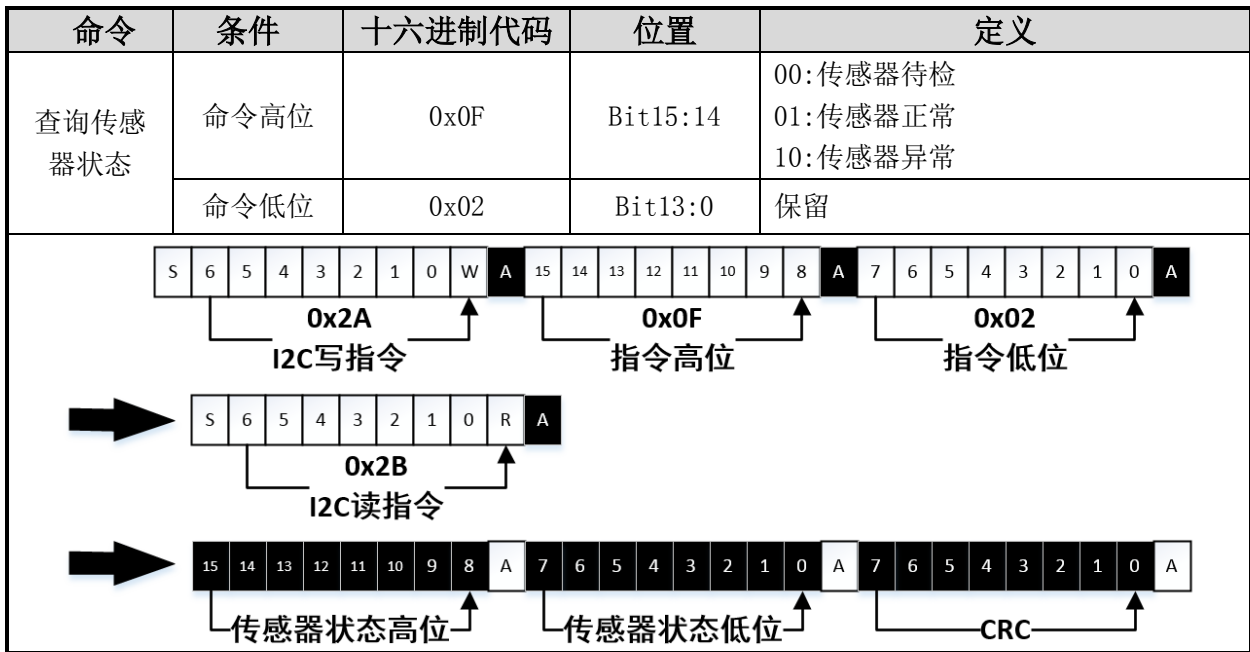 命令 条件 十六进制代码 位置 定义
查询传感
器状态
命令高位 0x0F Bit15:14
00:传感器待检
01:传感器正常
10:传感器异常
命令低位 0x02 Bit13:0 保留
S 6 5 4 3 2 1 0 W A 15 14 13 12 11 10 9 8 A 7 6 5 4 3 2 1 0 A
0x2A 0x0F 0x02
I2C写指令 指令高位 指令低位
S 6 5 4 3 2 1 0 R A
0x2B
I2C读指令
15 14 13 12 11 10 9 8 A 7 6 5 4 3 2 1 0 A 7 6 5 4 3 2 1 0 A
传感器状态高位 传感器状态低位 CRC